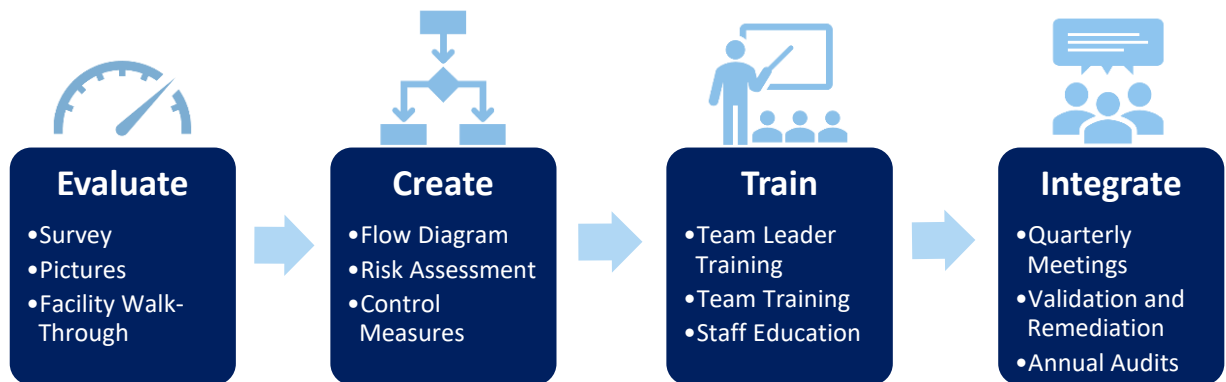 Evaluate
•Survey
•Pictures
•Facility Walk-
Through
Create
•Flow Diagram
•Risk Assessment
•Control
Measures
Train
•Team Leader
Training
•Team Training
•Staff Education
Integrate
•Quarterly
Meetings
•Validation and
Remediation
•Annual Audits